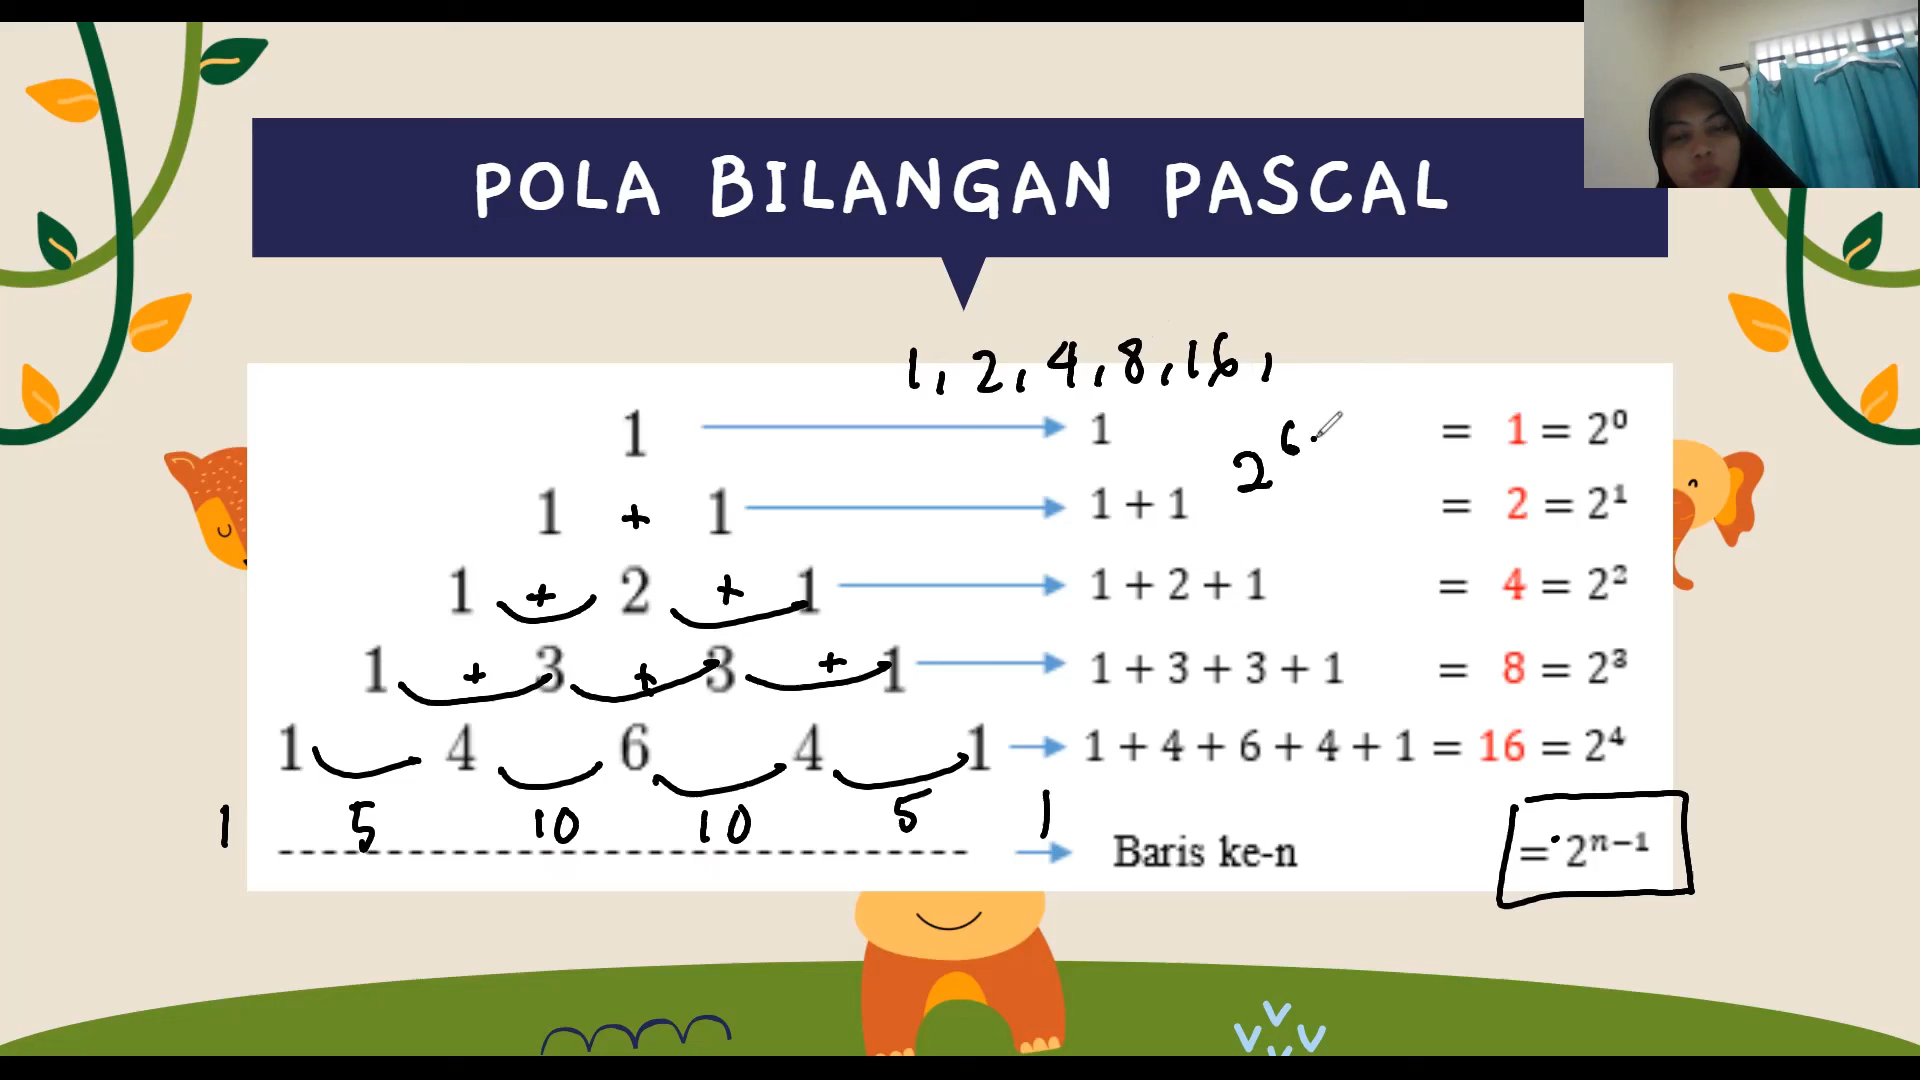 POLA BILANGAN PASCAL
1, 2, 4, 8, 16,
1 → 1 = 1 = 2⁰
2⁶
1 + 1 → 1 + 1 = 2 = 2¹
1 + 2 + 1 → 1 + 2 + 1 = 4 = 2²
1 + 3 + 3 + 1 → 1 + 3 + 3 + 1 = 8 = 2³
1 4 6 4 1 → 1 + 4 + 6 + 4 + 1 = 16 = 2⁴
1 5 10 10 5 1
→ Baris ke-n = 2ⁿ⁻¹